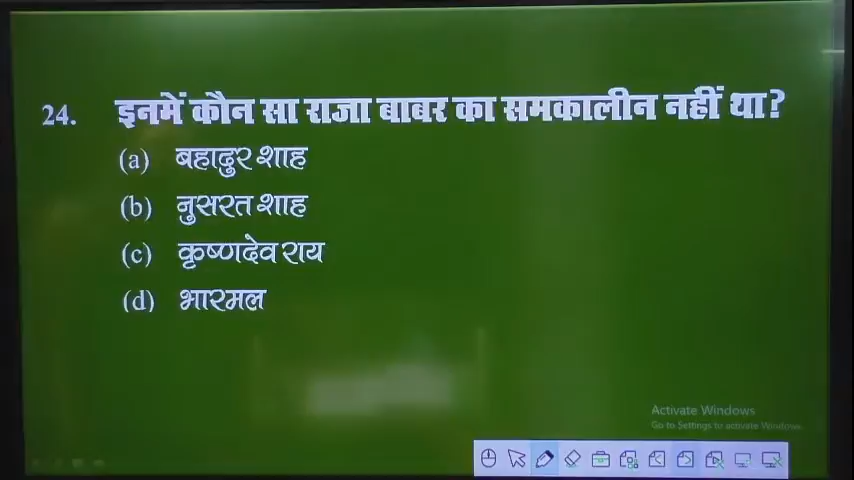 24. इनमें कौन सा राजा बाबर का समकालीन नहीं था?
(a) बहादुर शाह
(b) नुसरत शाह
(c) कृष्णदेव राय
(d) भारमल
Activate Windows
Go to Settings to activate Windows.